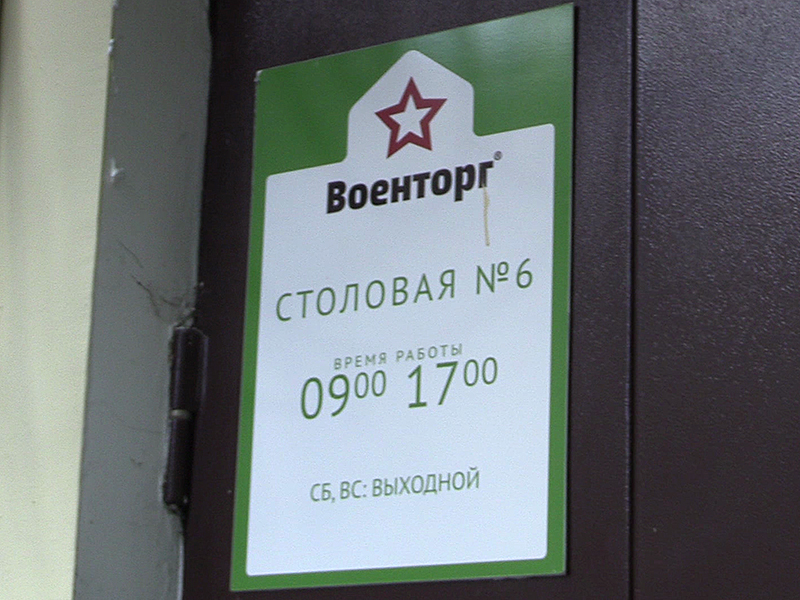 Военторг®
СТОЛОВАЯ №6
ВРЕМЯ РАБОТЫ
09⁰⁰ 17⁰⁰
СБ, ВС: ВЫХОДНОЙ